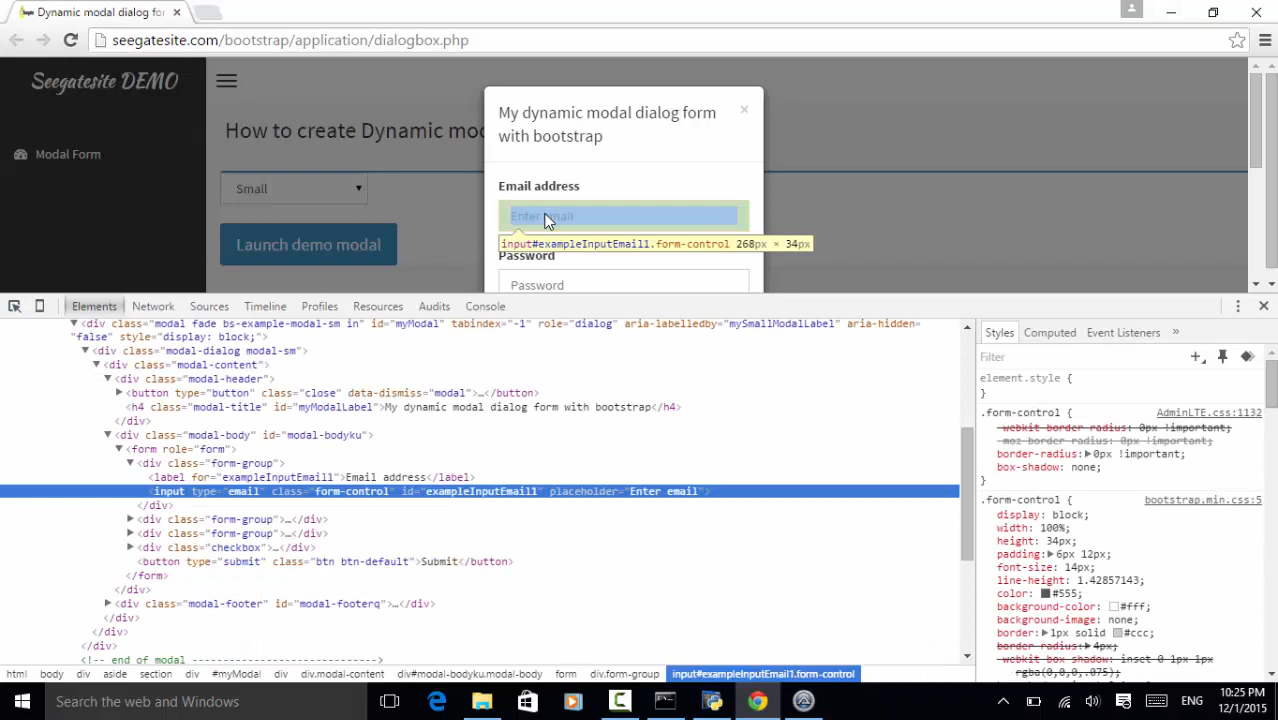 Dynamic modal dialog for
seegatesite.com/bootstrap/application/dialogbox.php
Seegatesite DEMO
Modal Form
How to create Dynamic mo
Small
Launch demo modal
My dynamic modal dialog form
with bootstrap
×
Email address
Enter email
input#exampleInputEmail1.form-control 268px × 34px
Password
Password
Elements Network Sources Timeline Profiles Resources Audits Console
<div class="modal fade bs-example-modal-sm in" id="myModal" tabindex="-1" role="dialog" aria-labelledby="mySmallModalLabel" aria-hidden=
"false" style="display: block;">
<div class="modal-dialog modal-sm">
<div class="modal-content">
<div class="modal-header">
<button type="button" class="close" data-dismiss="modal">…</button>
<h4 class="modal-title" id="myModalLabel">My dynamic modal dialog form with bootstrap</h4>
</div>
<div class="modal-body" id="modal-bodyku">
<form role="form">
<div class="form-group">
<label for="exampleInputEmail1">Email address</label>
<input type="email" class="form-control" id="exampleInputEmail1" placeholder="Enter email">
</div>
<div class="form-group">…</div>
<div class="form-group">…</div>
<div class="checkbox">…</div>
<button type="submit" class="btn btn-default">Submit</button>
</form>
</div>
<div class="modal-footer" id="modal-footerq">…</div>
</div>
</div>
</div>
<!-- end of modal ------------------------------>
html body div aside section div #myModal div div.modal-content div#modal-bodyku.modal-body form div.form-group input#exampleInputEmail1.form-control
Styles Computed Event Listeners »
Filter
element.style {
}
.form-control { AdminLTE.css:1132
-webkit-border-radius: 0px !important;
-moz-border-radius: 0px !important;
border-radius: 0px !important;
box-shadow: none;
}
.form-control { bootstrap.min.css:5
display: block;
width: 100%;
height: 34px;
padding: 6px 12px;
font-size: 14px;
line-height: 1.42857143;
color: #555;
background-color: #fff;
background-image: none;
border: 1px solid #ccc;
border-radius: 4px;
-webkit-box-shadow: inset 0 1px 1px
rgba(0,0,0,.075);
Search the web and Windows
ENG
10:25 PM
12/1/2015